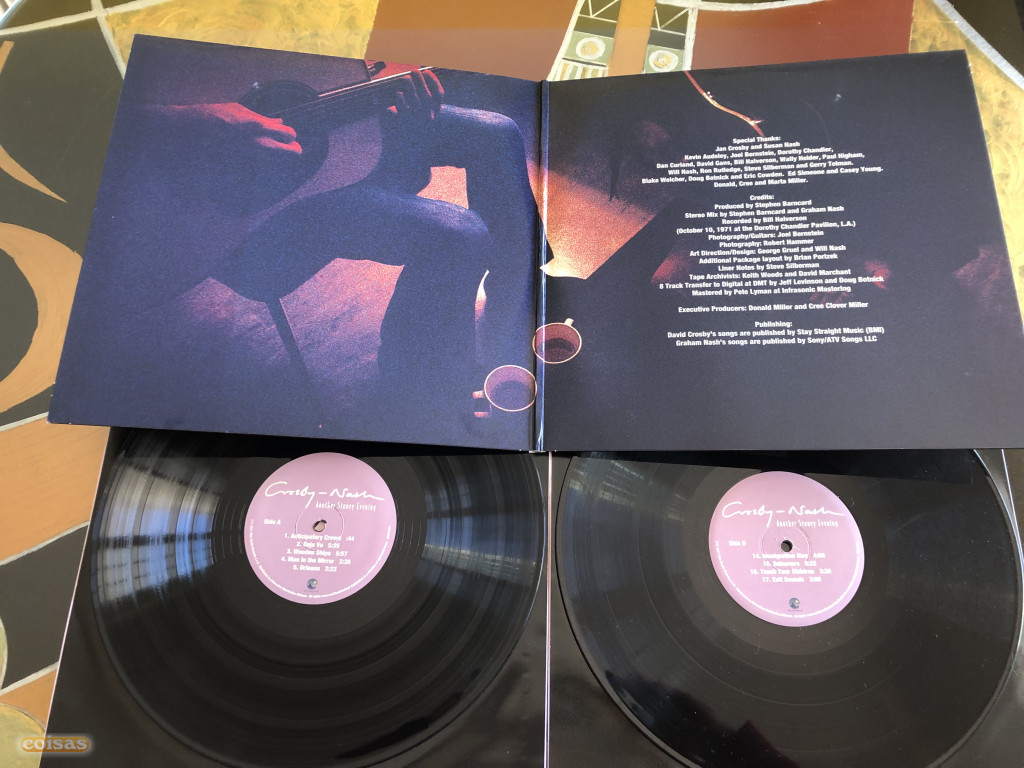 Special Thanks:
Jan Crosby and Susan Nash
Kevin Audsley, Joel Bernstein, Dorothy Chandler,
Dan Curland, David Gans, Bill Halverson, Wally Heider, Paul Higham,
Will Nash, Ron Rutledge, Steve Silberman and Gerry Tolman.
Blake Welcher, Doug Botnick and Eric Cowden. Ed Simeone and Casey Young.
Donald, Cree and Marta Miller.
Credits:
Produced by Stephen Barncard
Stereo Mix by Stephen Barncard and Graham Nash
Recorded by Bill Halverson
(October 10, 1971 at the Dorothy Chandler Pavilion, L.A.)
Photography/Guitars: Joel Bernstein
Photography: Robert Hammer
Art Direction/Design: George Gruel and Will Nash
Additional Package layout by Brian Porizek
Liner Notes by Steve Silberman
Tape Archivists: Keith Woods and David Marchant
8 Track Transfer to Digital at DMT by Jeff Levinson and Doug Botnick
Mastered by Pete Lyman at Infrasonic Mastering
Executive Producers: Donald Miller and Cree Clover Miller
Publishing:
David Crosby's songs are published by Stay Straight Music (BMI)
Graham Nash's songs are published by Sony/ATV Songs LLC
Crosby-Nash
Another Stoney Evening
Side A
1. Anticipatory Crowd :44
2. Deja Vu
3. Wooden Ships 5:57
4. Man in the Mirror
5. Orleans
Crosby-Nash
Another Stoney Evening
Side
14. Immigration Man
15.
16. Teach Your Children
17. Exit Sounds
coisas